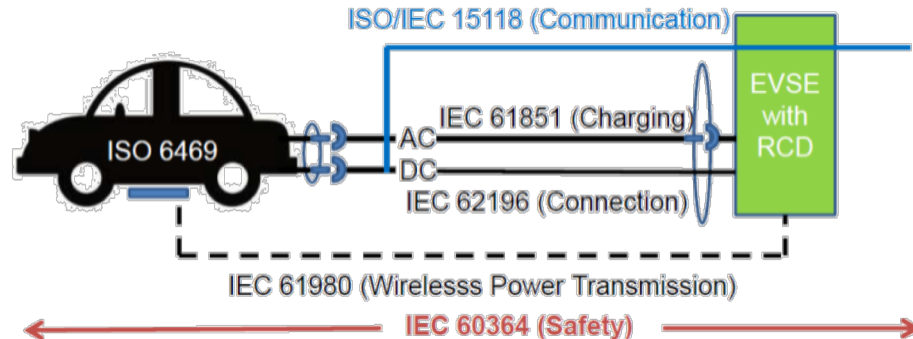 ISO/IEC 15118 (Communication)
EVSE
with
RCD
IEC 61851 (Charging)
ISO 6469
AC
DC
IEC 62196 (Connection)
IEC 61980 (Wirelesss Power Transmission)
IEC 60364 (Safety)